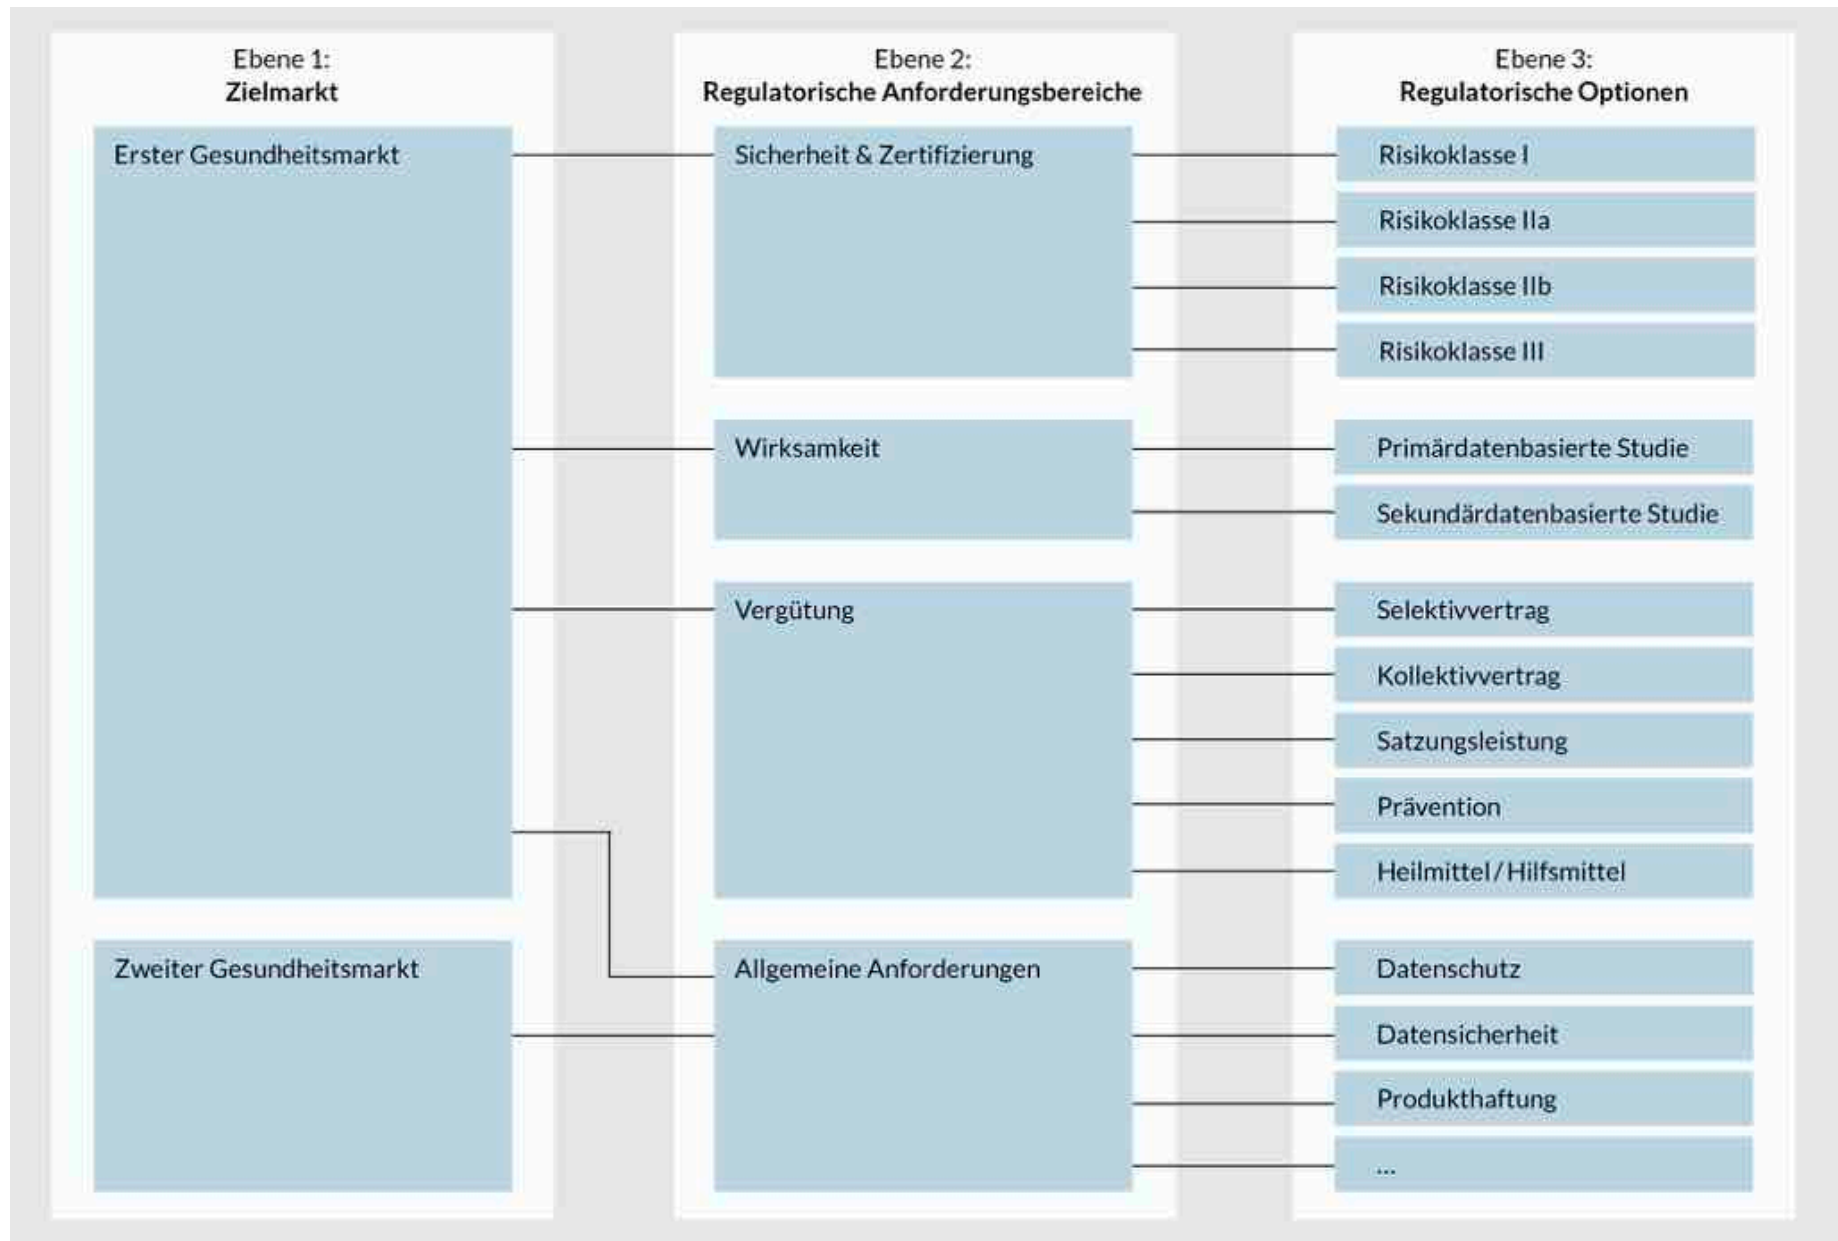 Ebene 1:
Zielmarkt
Erster Gesundheitsmarkt
Zweiter Gesundheitsmarkt
Ebene 2:
Regulatorische Anforderungsbereiche
Sicherheit & Zertifizierung
Wirksamkeit
Vergütung
Allgemeine Anforderungen
Ebene 3:
Regulatorische Optionen
Risikoklasse I
Risikoklasse IIa
Risikoklasse IIb
Risikoklasse III
Primärdatenbasierte Studie
Sekundärdatenbasierte Studie
Selektivvertrag
Kollektivvertrag
Satzungsleistung
Prävention
Heilmittel / Hilfsmittel
Datenschutz
Datensicherheit
Produkthaftung
...